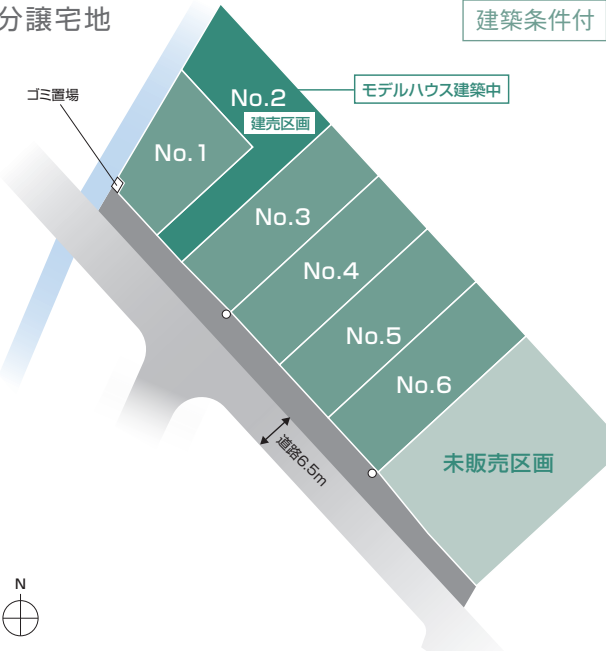 分譲宅地
建築条件付
ゴミ置場
No.2
建売区画
モデルハウス建築中
No.1
No.3
No.4
No.5
No.6
道路6.5m
未販売区画
N